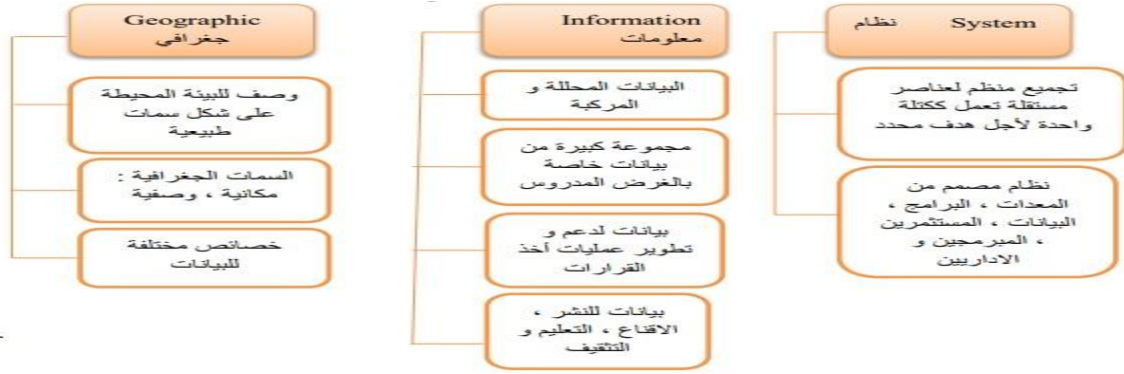 Geographic
جغرافي
وصف للبيئة المحيطة
على شكل سمات
طبيعية
السمات الجغرافية :
مكانية ، وصفية
خصائص مختلفة
للبيانات
Information
معلومات
البيانات المحللة و
المركبة
مجموعة كبيرة من
بيانات خاصة
بالغرض المدروس
بيانات لدعم و
تطوير عمليات أخذ
القرارات
بيانات للنشر ،
الاقناع ، التعليم و
التثقيف
System نظام
تجميع منظم لعناصر
مستقلة تعمل ككتلة
واحدة لأجل هدف محدد
نظام مصمم من
المعدات ، البرامج ،
البيانات ، المستثمرين
، المبرمجين و
الاداريين